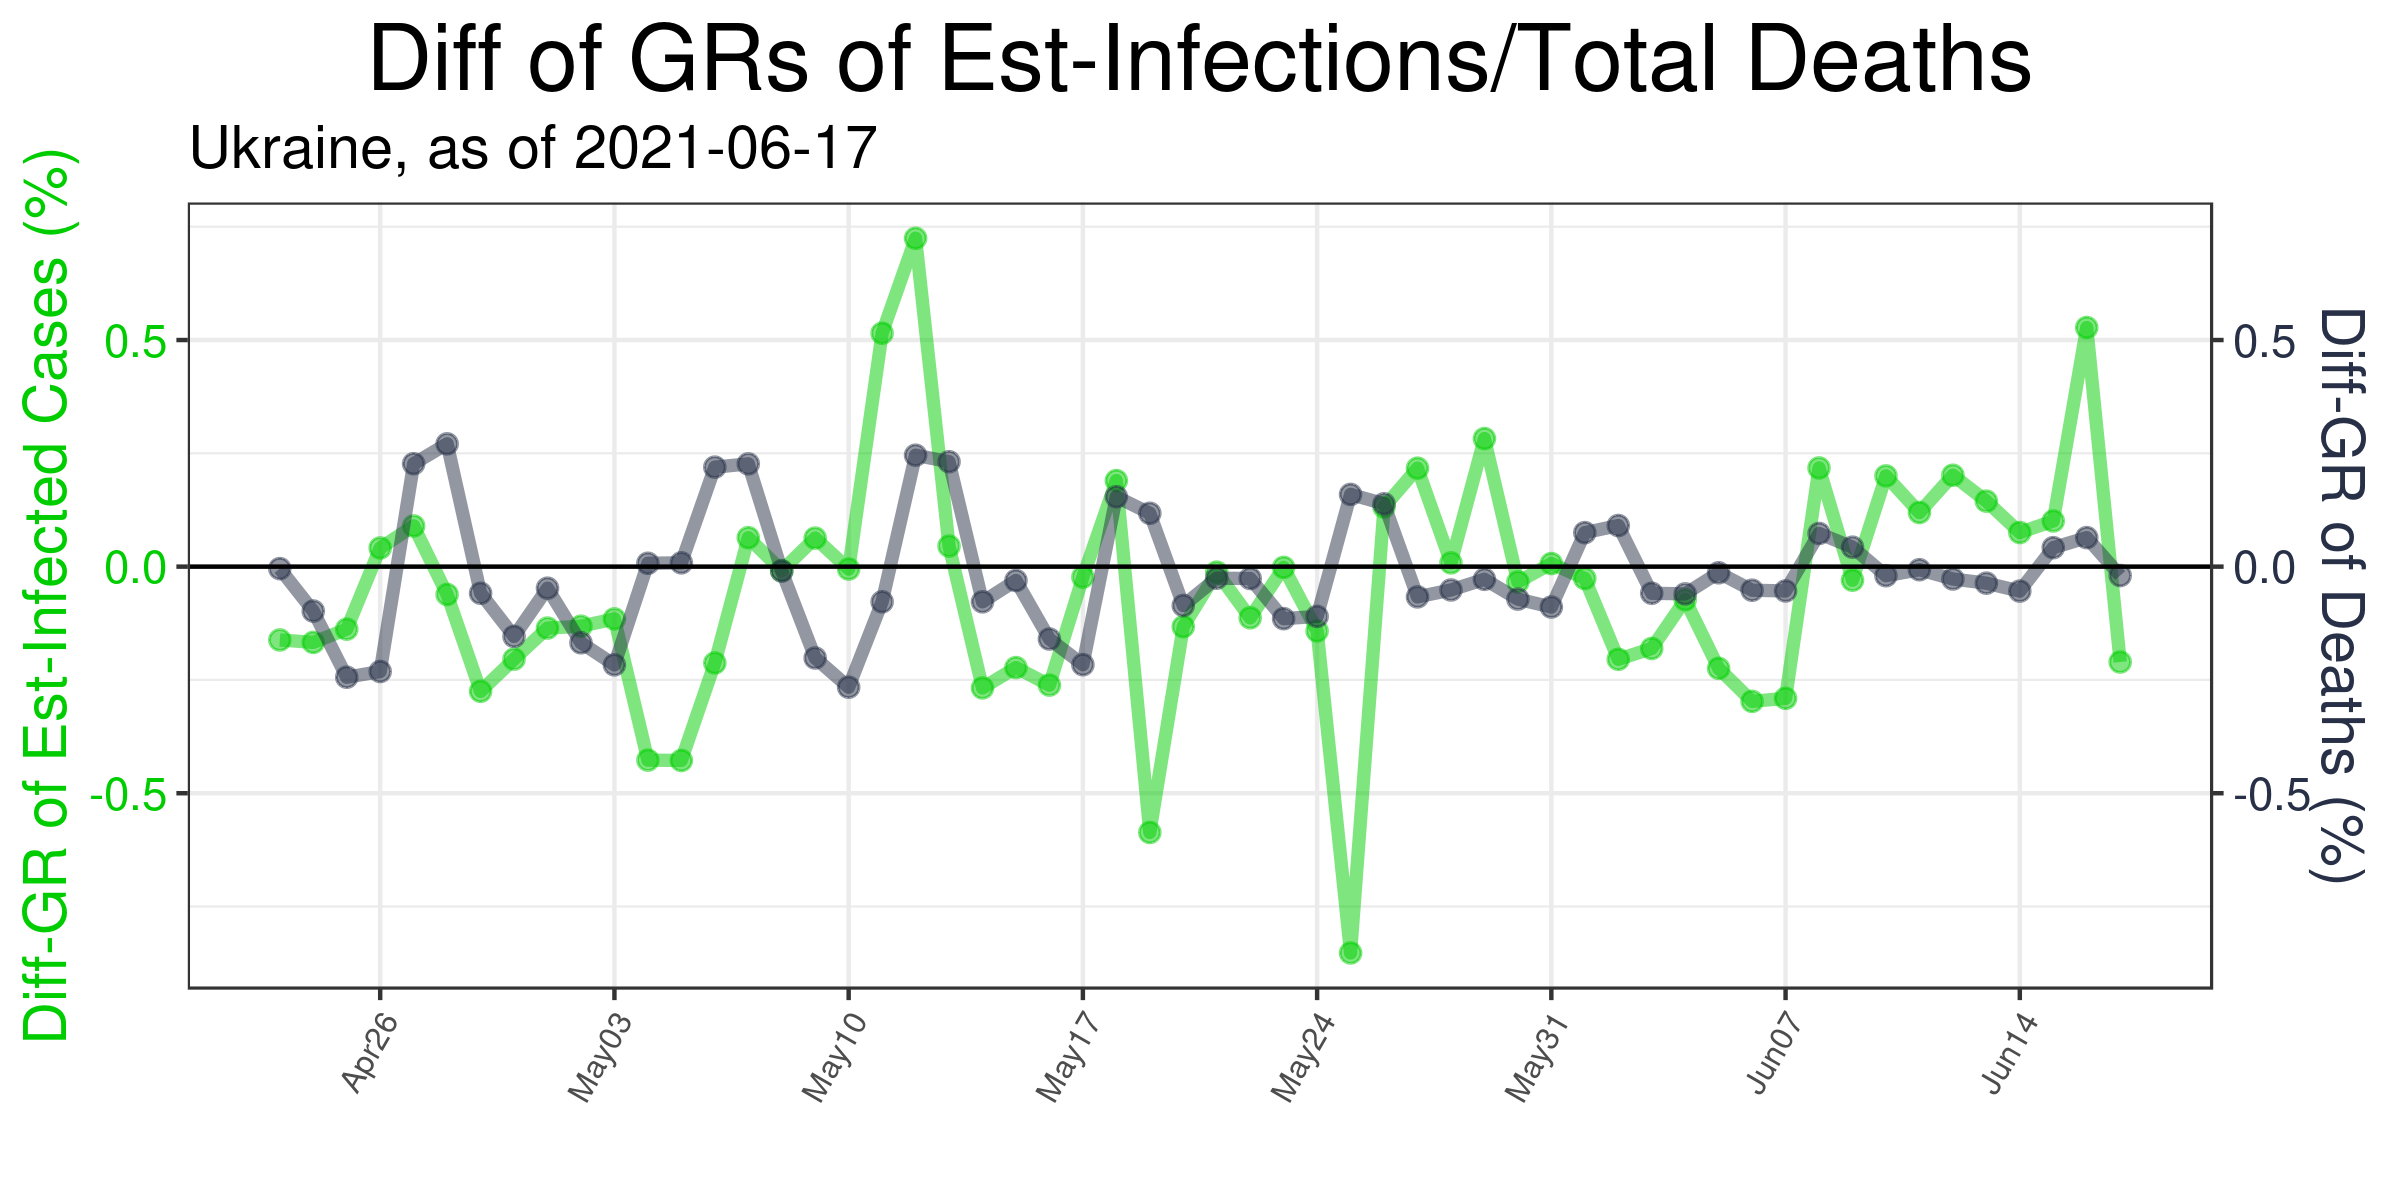 Diff of GRs of Est-Infections/Total Deaths
Ukraine, as of 2021-06-17
Diff-GR of Est-Infected Cases (%)
0.5
0.0
-0.5
0.5
0.0
-0.5
Diff-GR of Deaths (%)
Apr26
May03
May10
May17
May24
May31
Jun07
Jun14